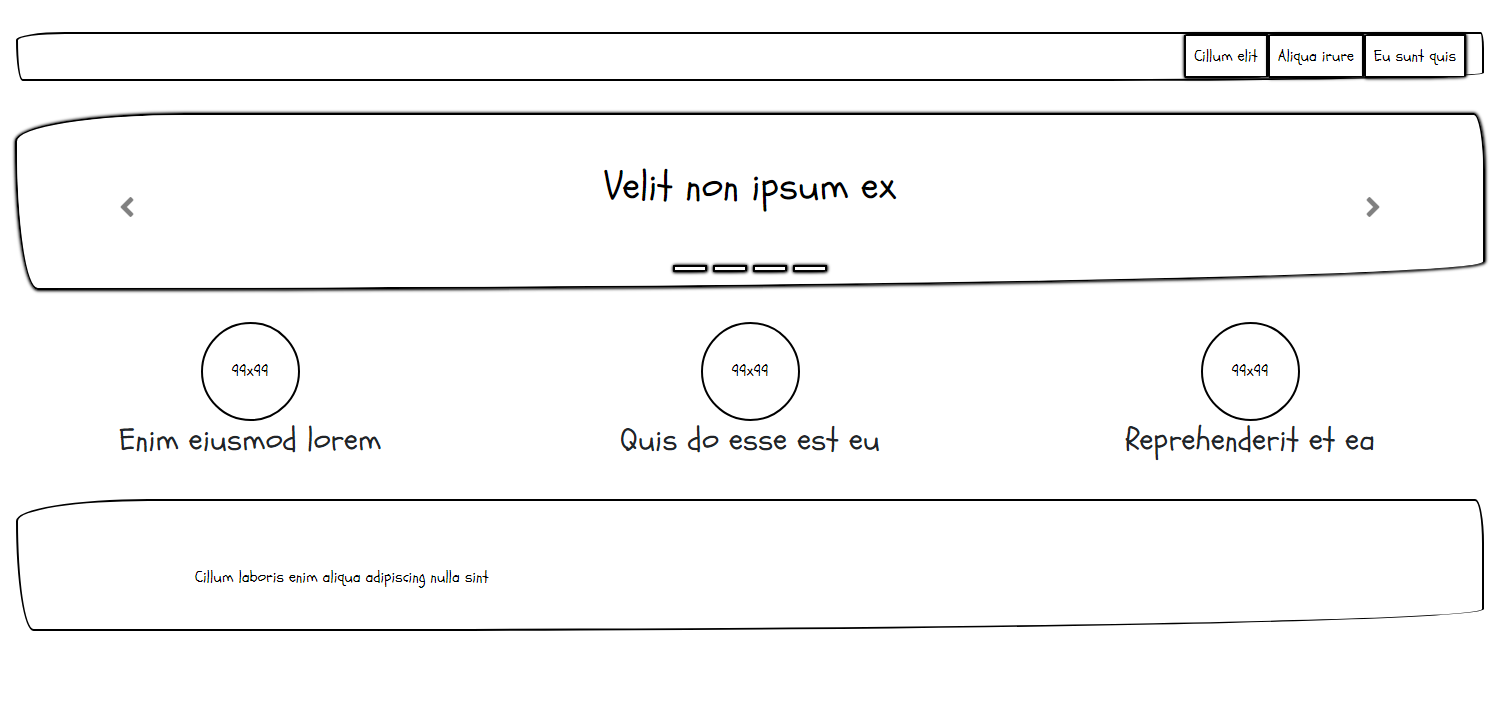 Cillum elit Aliqua irure Eu sunt quis
Velit non ipsum ex
99x99 99x99 99x99
Enim eiusmod lorem Quis do esse est eu Reprehenderit et ea
Cillum laboris enim aliqua adipiscing nulla sint